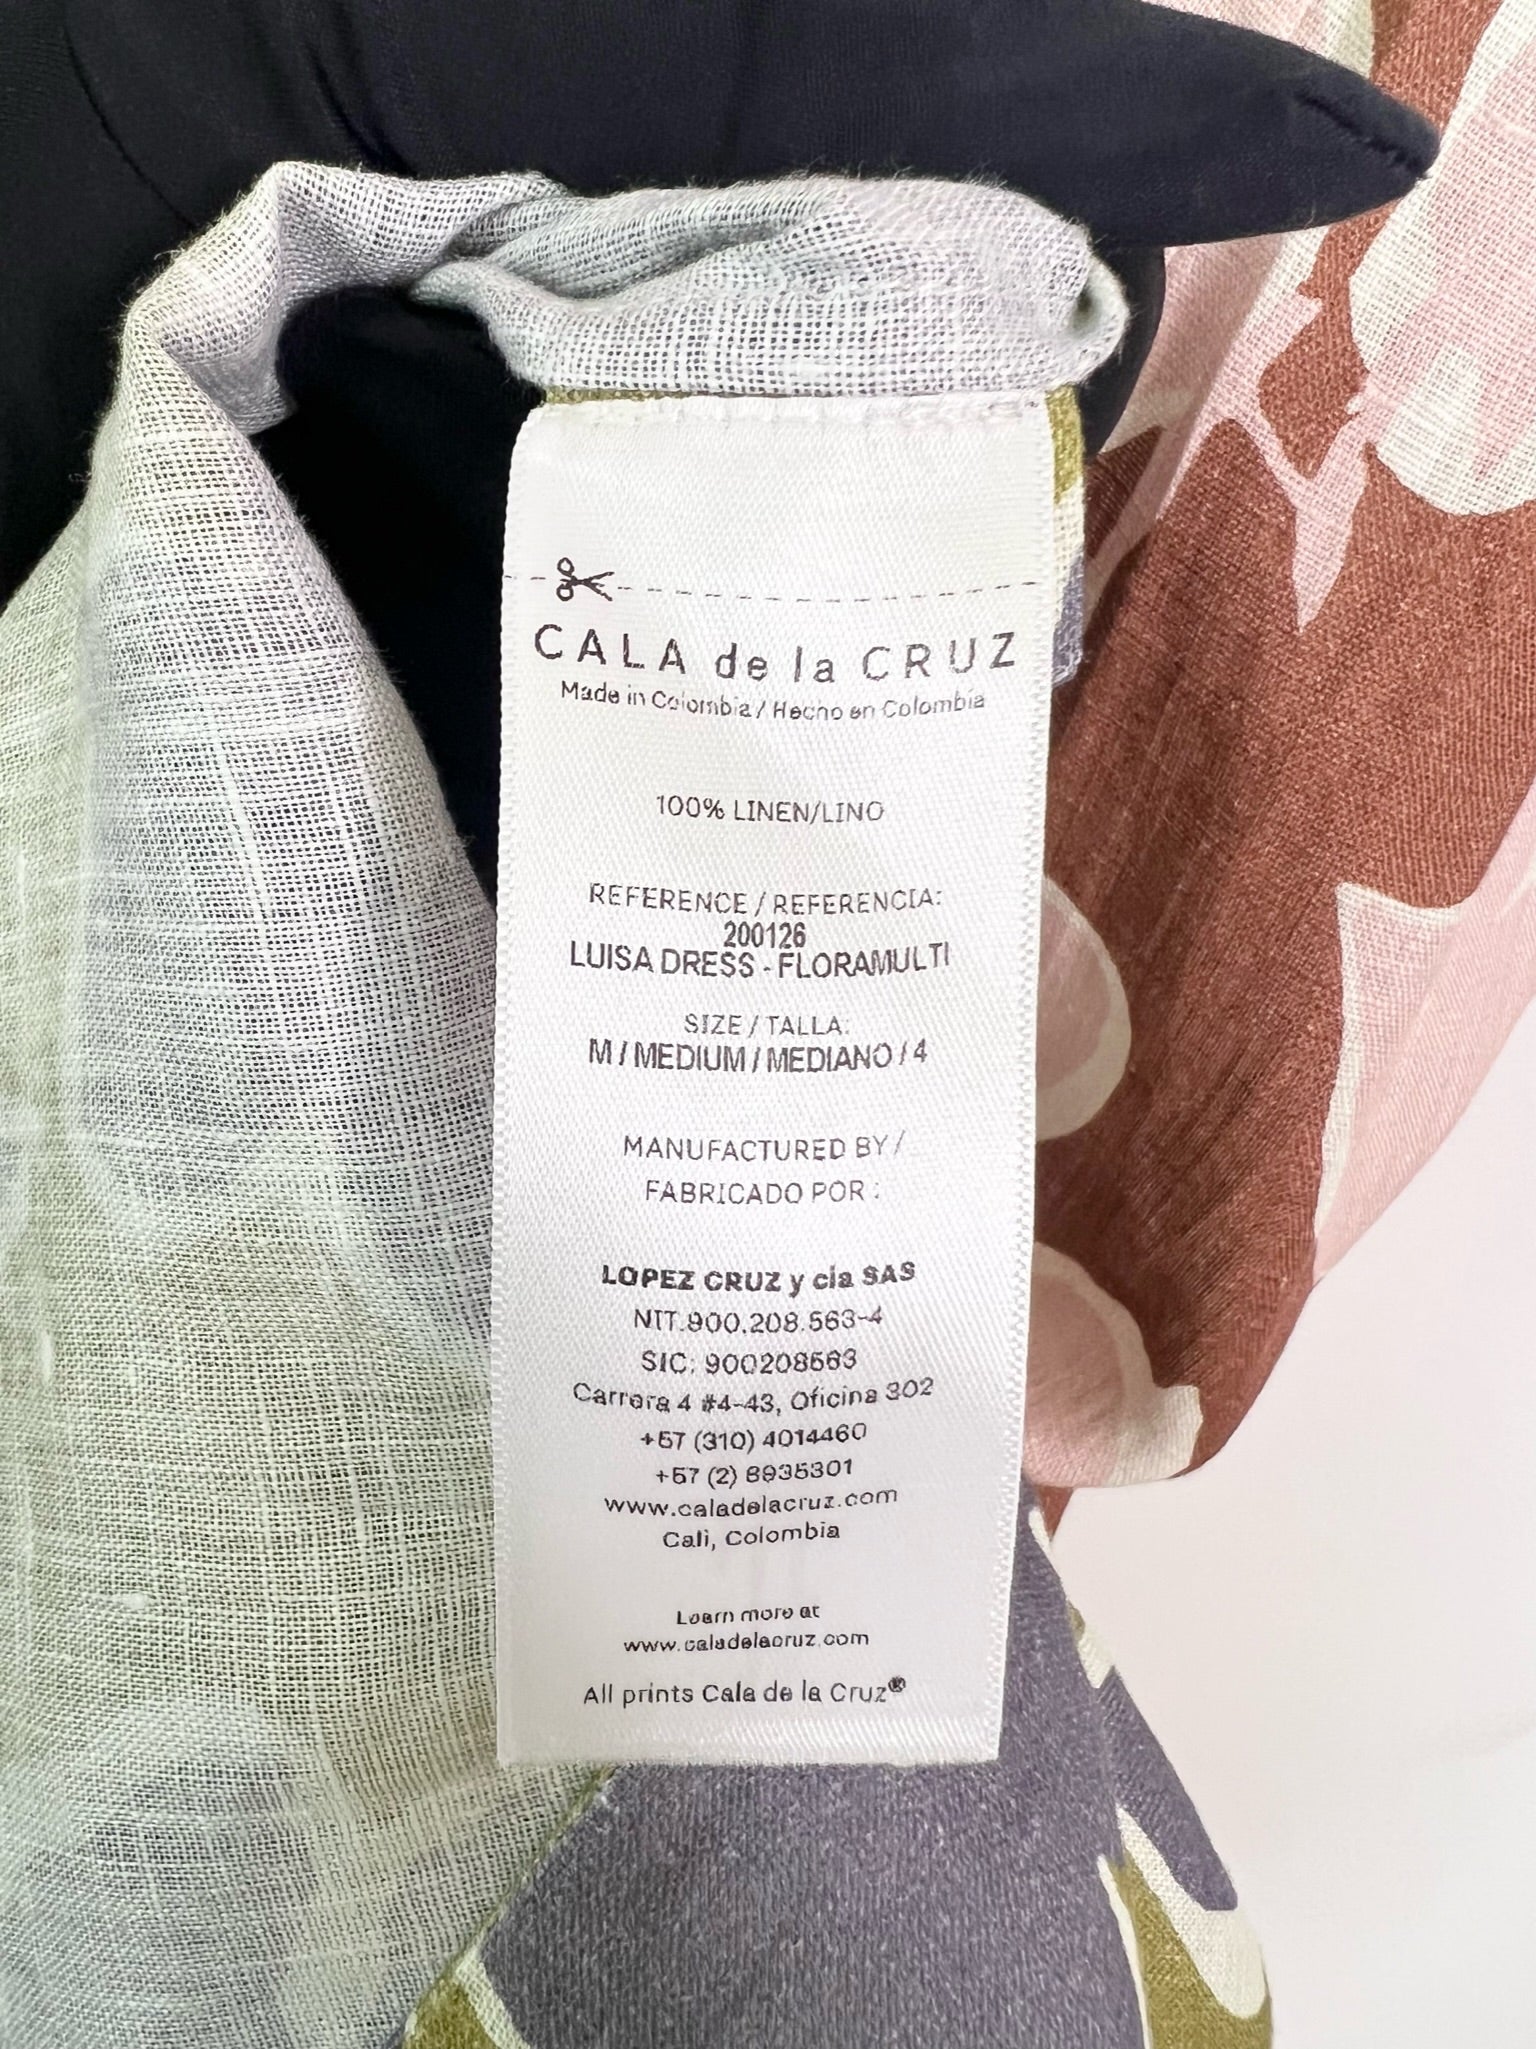 CALA de la CRUZ
Made in Colombia / Hecho en Colombia
100% LINEN/LINO
REFERENCE / REFERENCIA:
200126
LUISA DRESS - FLORAMULTI
SIZE / TALLA:
M / MEDIUM / MEDIANO / 4
MANUFACTURED BY /
FABRICADO POR :
LOPEZ CRUZ y cia SAS
NIT.900.208.563-4
SIC: 900208563
Carrera 4 #4-43, Oficina 302
+57 (310) 4014460
+57 (2) 8935301
www.caladelacruz.com
Cali, Colombia
Learn more at
www.caladelacruz.com
All prints Cala de la Cruz®